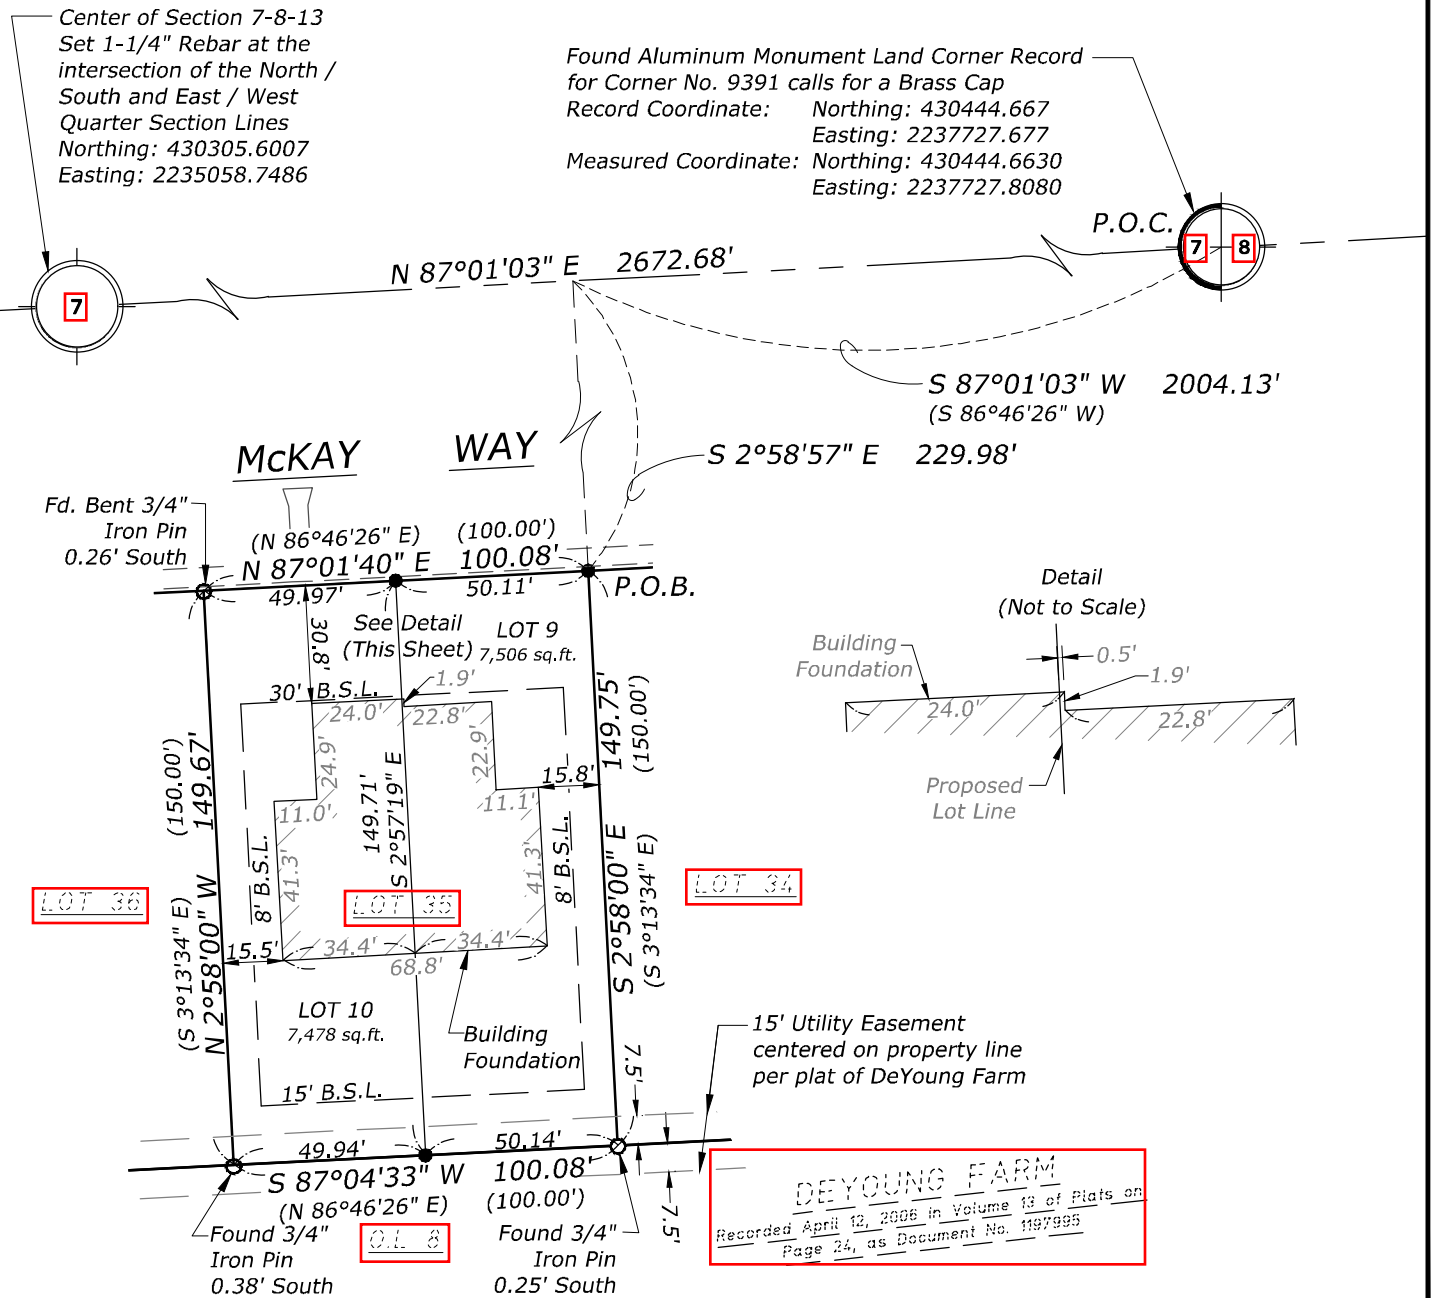 Center of Section 7-8-13
Set 1-1/4" Rebar at the
intersection of the North /
South and East / West
Quarter Section Lines
Northing: 430305.6007
Easting: 2235058.7486
Found Aluminum Monument Land Corner Record
for Corner No. 9391 calls for a Brass Cap
Record Coordinate: Northing: 430444.667
Easting: 2237727.677
Measured Coordinate: Northing: 430444.6630
Easting: 2237727.8080
P.O.C.
7
8
7
N 87°01'03" E 2672.68'
S 87°01'03" W 2004.13'
(S 86°46'26" W)
S 2°58'57" E 229.98'
McKAY WAY
Fd. Bent 3/4"
Iron Pin
0.26' South
(N 86°46'26" E) (100.00')
N 87°01'40" E 100.08'
49.97'
50.11'
P.O.B.
30.8'
See Detail
(This Sheet)
LOT 9
7,506 sq.ft.
30' B.S.L.
1.9'
24.0'
22.8'
24.9'
22.9'
11.0'
11.1'
15.8'
149.75'
(150.00')
(150.00')
149.67'
149.71'
S 2°57'19" E
8' B.S.L.
41.3'
41.3'
8' B.S.L.
LOT 36
LOT 35
LOT 34
S 2°58'00" E
(S 3°13'34" E)
(S 3°13'34" E)
N 2°58'00" W
15.5'
34.4'
34.4'
68.8'
LOT 10
7,478 sq.ft.
Building
Foundation
15' B.S.L.
7.5'
15' Utility Easement
centered on property line
per plat of DeYoung Farm
49.94'
50.14'
S 87°04'33" W 100.08'
(N 86°46'26" E) (100.00')
7.5'
Found 3/4"
Iron Pin
0.38' South
O.L 8
Found 3/4"
Iron Pin
0.25' South
DEYOUNG FARM
Recorded April 12, 2006 in Volume 13 of Plats on
Page 24, as Document No. 1197995
Detail
(Not to Scale)
Building
Foundation
0.5'
1.9'
24.0'
22.8'
Proposed
Lot Line